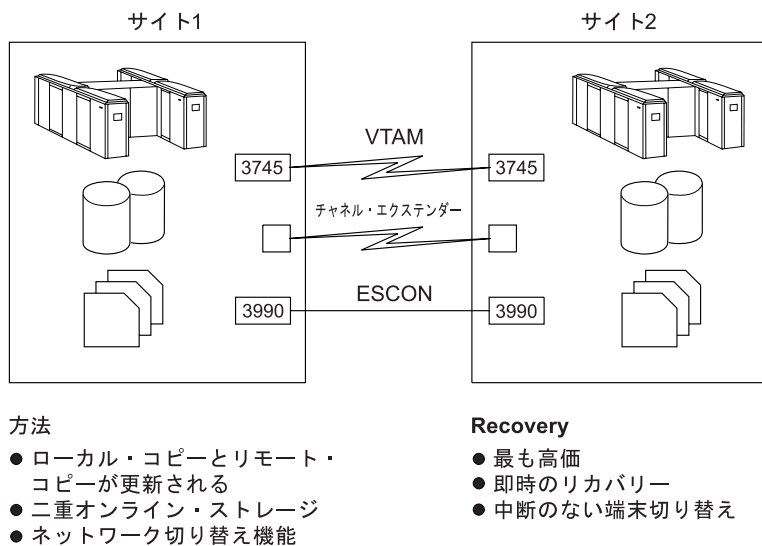 サイト1
サイト2
VTAM
3745
3745
チャネル・エクステンダー
ESCON
3990
3990
方法
● ローカル・コピーとリモート・
コピーが更新される
● 二重オンライン・ストレージ
● ネットワーク切り替え機能
Recovery
● 最も高価
● 即時のリカバリー
● 中断のない端末切り替え